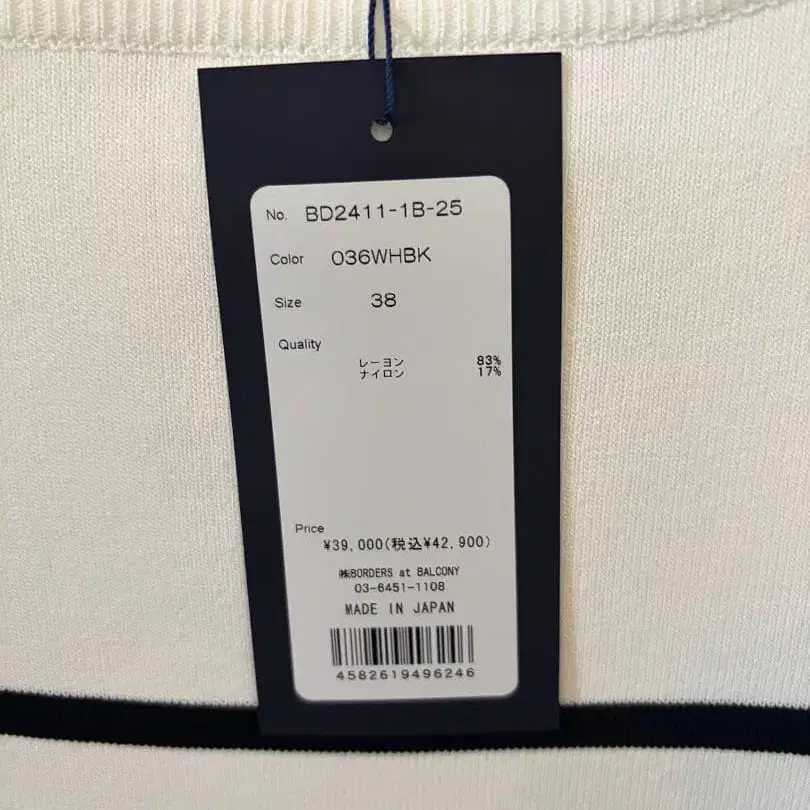 No. BD2411-1B-25
Color 036WHBK
Size 38
Quality
レーヨン 83%
ナイロン 17%
Price
¥39,000(税込¥42,900)
㈱BORDERS at BALCONY
03-6451-1108
MADE IN JAPAN
4582619496246